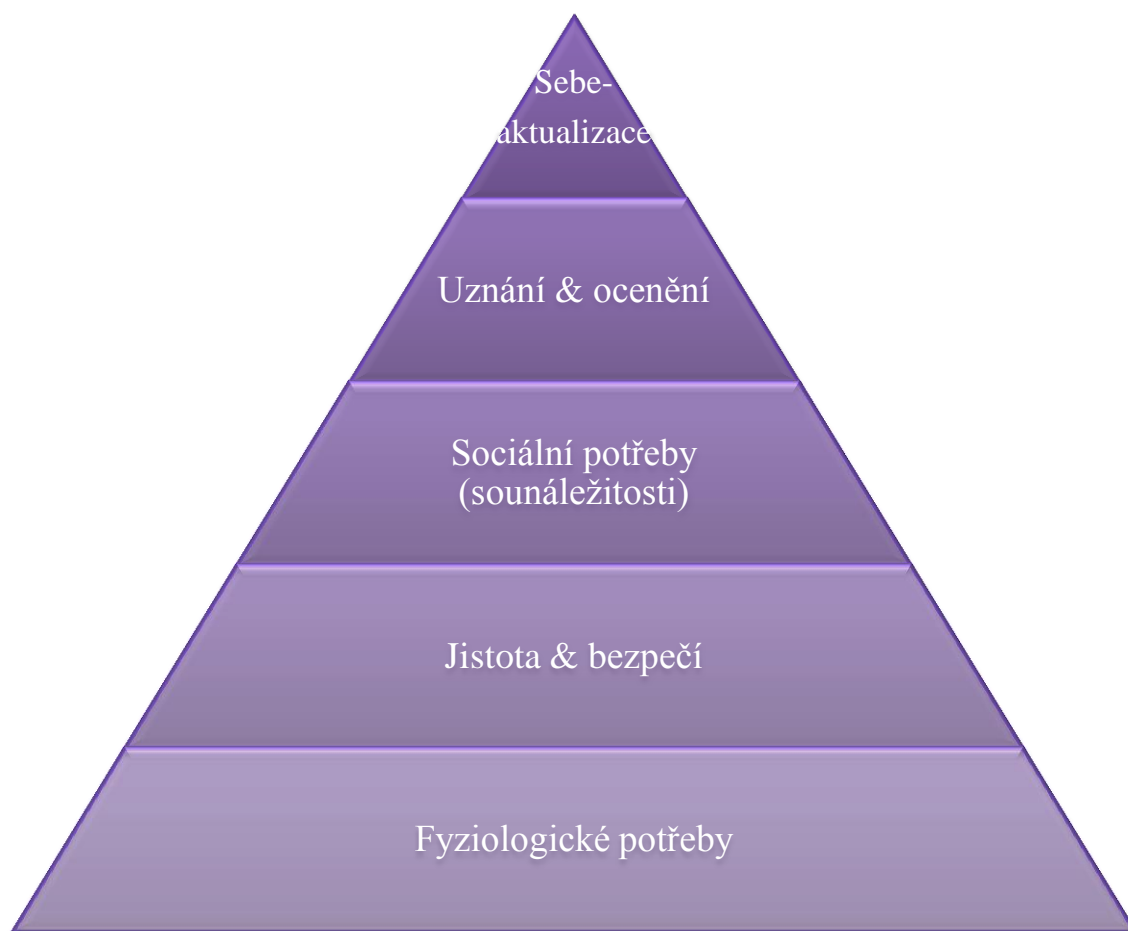 Sebe-
aktualizace
Uznání & ocenění
Sociální potřeby
(sounáležitosti)
Jistota & bezpečí
Fyziologické potřeby